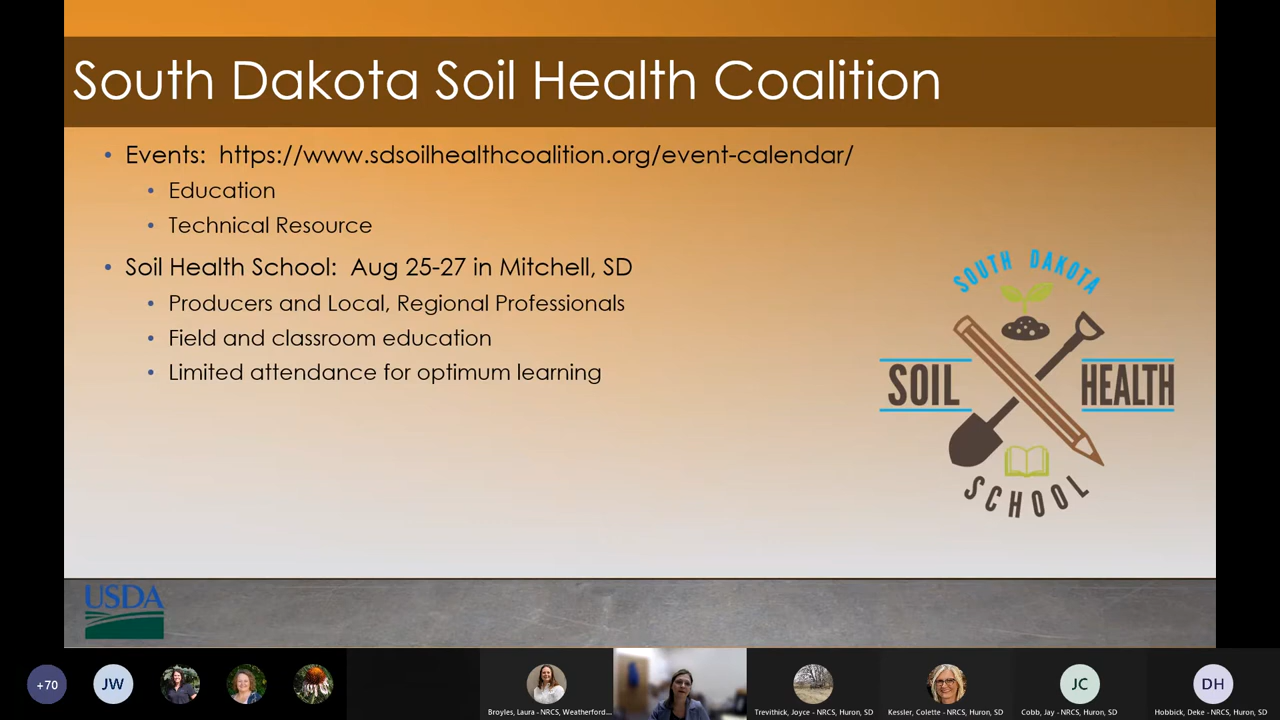 South Dakota Soil Health Coalition
• Events: https://www.sdsoilhealthcoalition.org/event-calendar/
• Education
• Technical Resource
• Soil Health School: Aug 25-27 in Mitchell, SD
• Producers and Local, Regional Professionals
• Field and classroom education
• Limited attendance for optimum learning
SOUTH DAKOTA
SOIL HEALTH
SCHOOL
USDA
+70
JW
JC
DH
Broyles, Laura - NRCS, Weatherford...
Trevithick, Joyce - NRCS, Huron, SD
Kessler, Colette - NRCS, Huron, SD
Cobb, Jay - NRCS, Huron, SD
Hobbick, Deke - NRCS, Huron, SD